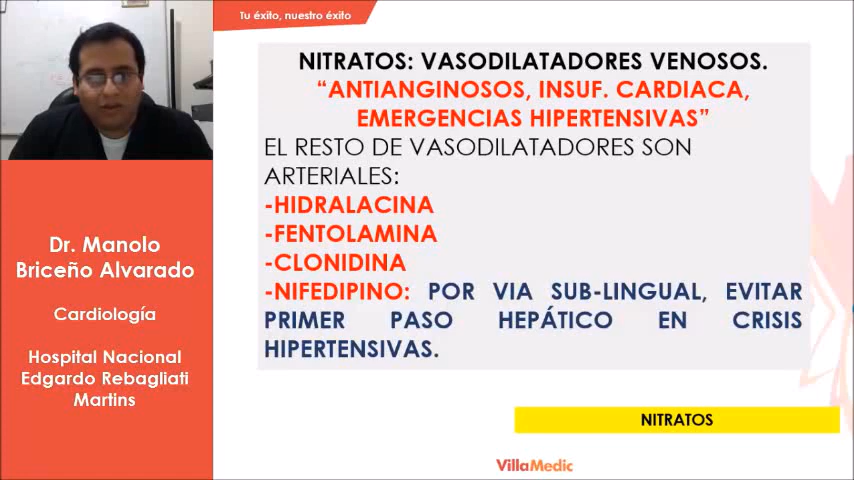 Tu éxito, nuestro éxito
NITRATOS: VASODILATADORES VENOSOS.
“ANTIANGINOSOS, INSUF. CARDIACA,
EMERGENCIAS HIPERTENSIVAS”
EL RESTO DE VASODILATADORES SON
ARTERIALES:
-HIDRALACINA
-FENTOLAMINA
-CLONIDINA
-NIFEDIPINO: POR VIA SUB-LINGUAL, EVITAR
PRIMER PASO HEPÁTICO EN CRISIS
HIPERTENSIVAS.
Dr. Manolo
Briceño Alvarado
Cardiología
Hospital Nacional
Edgardo Rebagliati
Martins
NITRATOS
VillaMedic